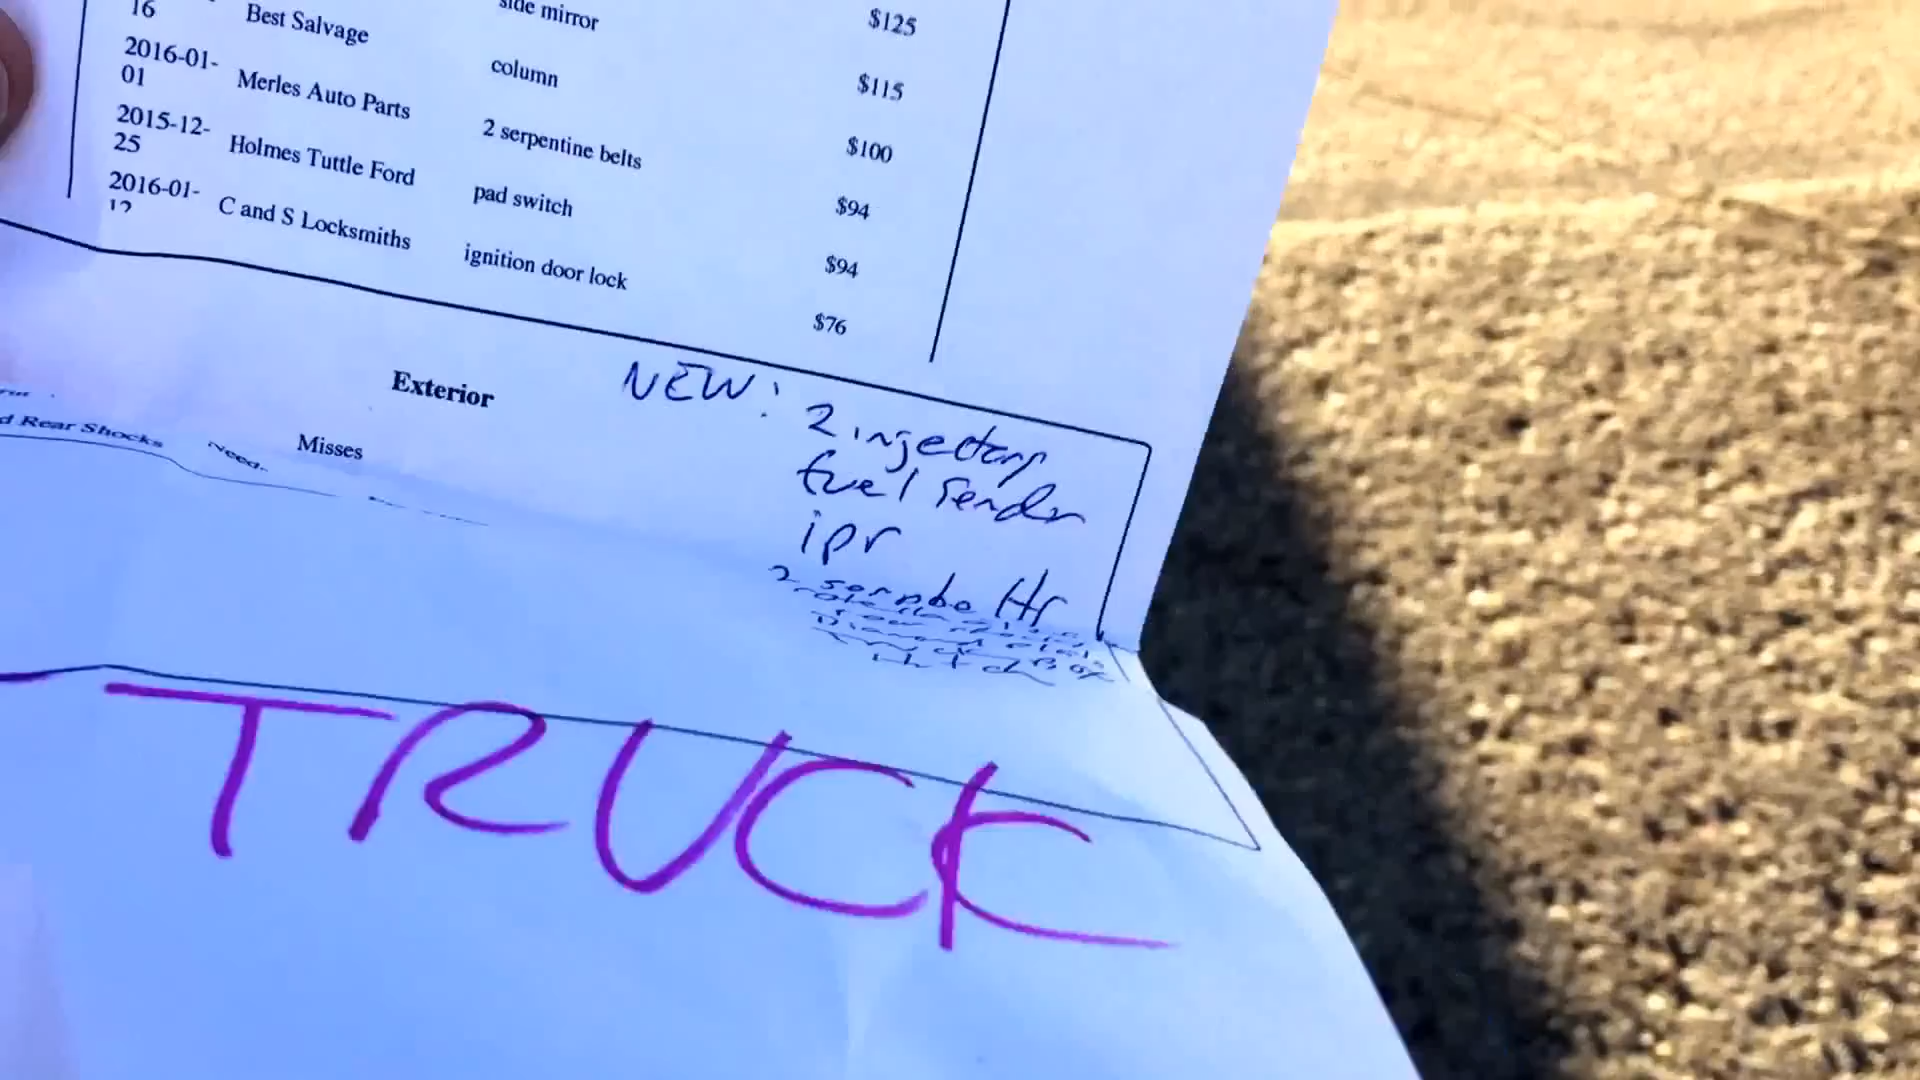 16 Best Salvage side mirror $125
2016-01-01 Merles Auto Parts column $115
2015-12-25 Holmes Tuttle Ford 2 serpentine belts $100
2016-01- C and S Locksmiths pad switch $94
ignition door lock $94
$76
Exterior
NEW:
2 injectors
fuel sender
ipr
2
Rear Shocks Need. Misses
TRUCK